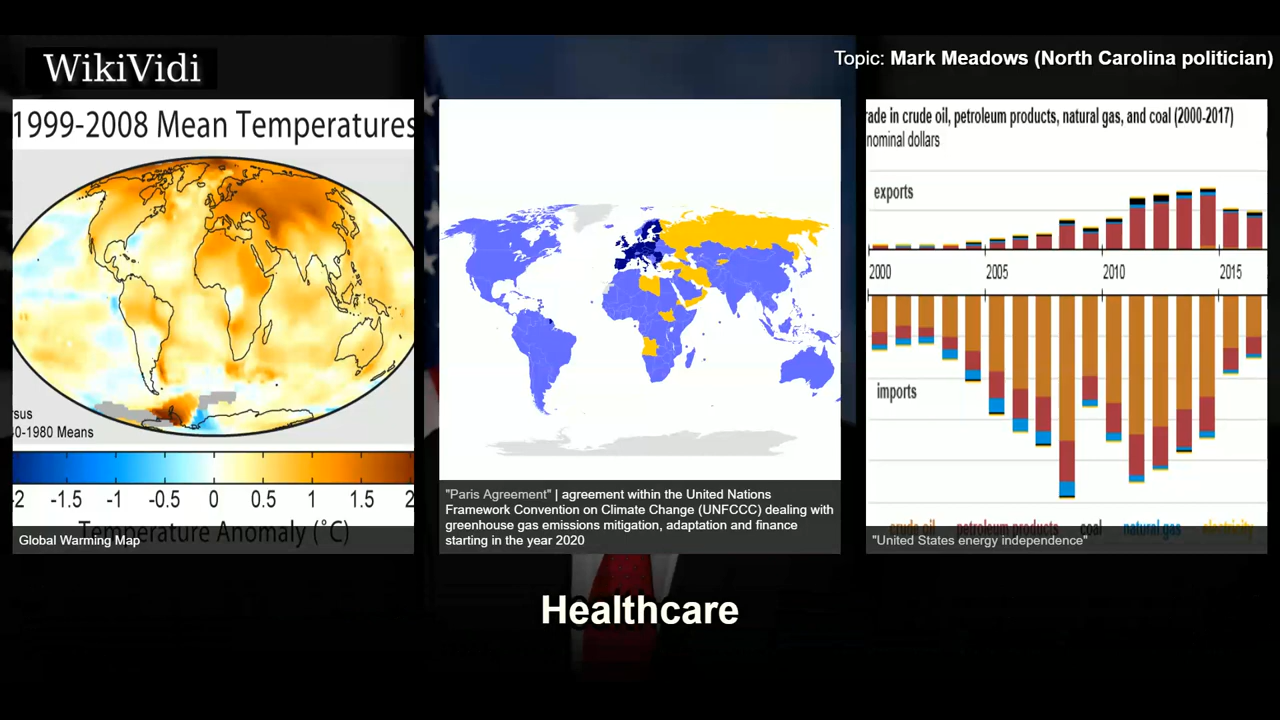 WikiVidi
Topic: Mark Meadows (North Carolina politician)
1999-2008 Mean Temperatures
sus
0-1980 Means
-2 -1.5 -1 -0.5 0 0.5 1 1.5 2
Temperature Anomaly (°C)
Global Warming Map
"Paris Agreement" | agreement within the United Nations
Framework Convention on Climate Change (UNFCCC) dealing with
greenhouse gas emissions mitigation, adaptation and finance
starting in the year 2020
rade in crude oil, petroleum products, natural gas, and coal (2000-2017)
nominal dollars
exports
2000 2005 2010 2015
imports
crude oil petroleum products coal natural gas electricity
"United States energy independence"
Healthcare